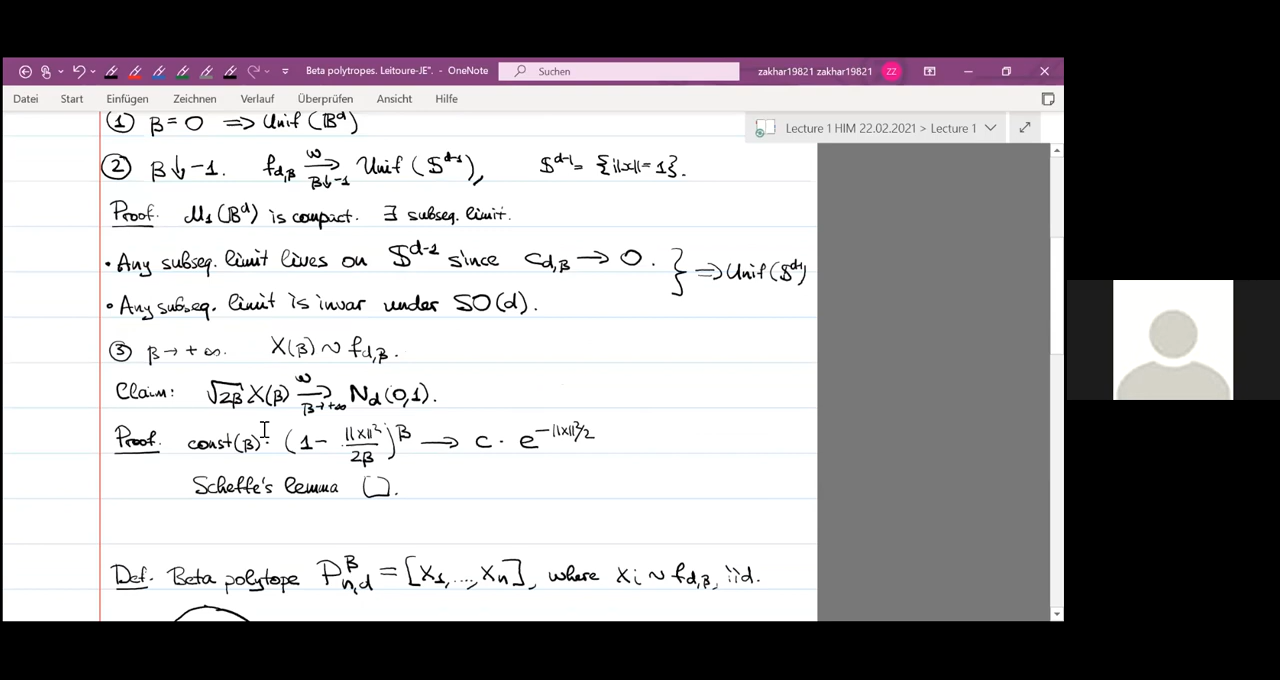 Beta polytopes. Leitoure-JE". - OneNote
Suchen
zakhar19821 zakhar19821
ZZ
Datei Start Einfügen Zeichnen Verlauf Überprüfen Ansicht Hilfe
Lecture 1 HIM 22.02.2021 > Lecture 1
① β = 0 ⟹ Unif (𝔹^d)
② β↓-1. f_{d,β} →^w_{β↓-1} Unif (𝕊^{d-1}), 𝕊^{d-1} = {||x||=1}.
Proof. M_1(𝔹^d) is compact. ∃ subseq. limit.
• Any subseq. limit lives on 𝕊^{d-1} since c_{d,β} → 0. } ⟹ Unif (𝕊^{d-1})
• Any subseq. limit is invar under SO(d).
③ β → +∞. X(β) ~ f_{d,β}.
Claim: √2β X(β) →^w_{β→+∞} N_d(0,1).
Proof. const(β)· (1 - ||x||²/2β)^β → c · e^{-||x||²/2}
Scheffe's lemma □.
Def. Beta polytope P^β_{n,d} = [X_1,...,X_n], where X_i ~ f_{d,β}, iid.